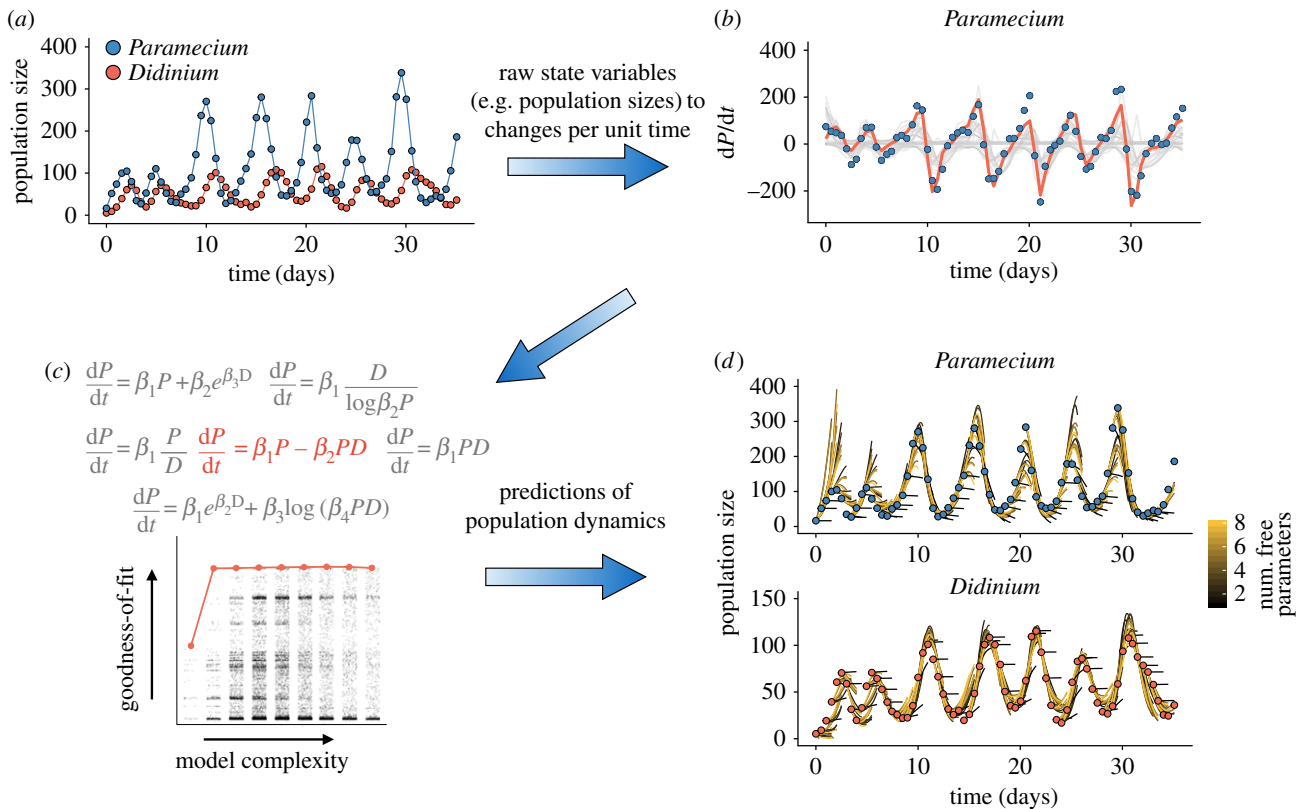 (a)
400
300
200
100
0
population size
Paramecium
Didinium
0 10 20 30
time (days)
raw state variables
(e.g. population sizes) to
changes per unit time
(b)
Paramecium
400
200
0
−200
dP/dt
0 10 20 30
time (days)
(c)
dP/dt = β1P + β2e^β3D dP/dt = β1 D/logβ2P
dP/dt = β1 P/D dP/dt = β1P − β2PD dP/dt = β1PD
dP/dt = β1e^β2D + β3log (β4PD)
goodness-of-fit
model complexity
predictions of
population dynamics
(d)
Paramecium
400
300
200
100
0
0 10 20 30
population size
Didinium
150
100
50
0
0 10 20 30
time (days)
8
6
4
2
num. free
parameters